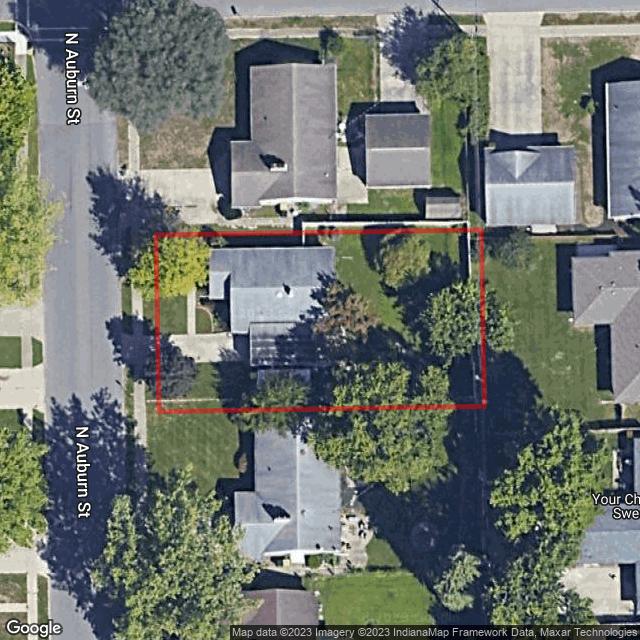 N Auburn St
N Auburn St
Your Ch
Swe
Google
Map data ©2023 Imagery ©2023 IndianaMap Framework Data, Maxar Technologies